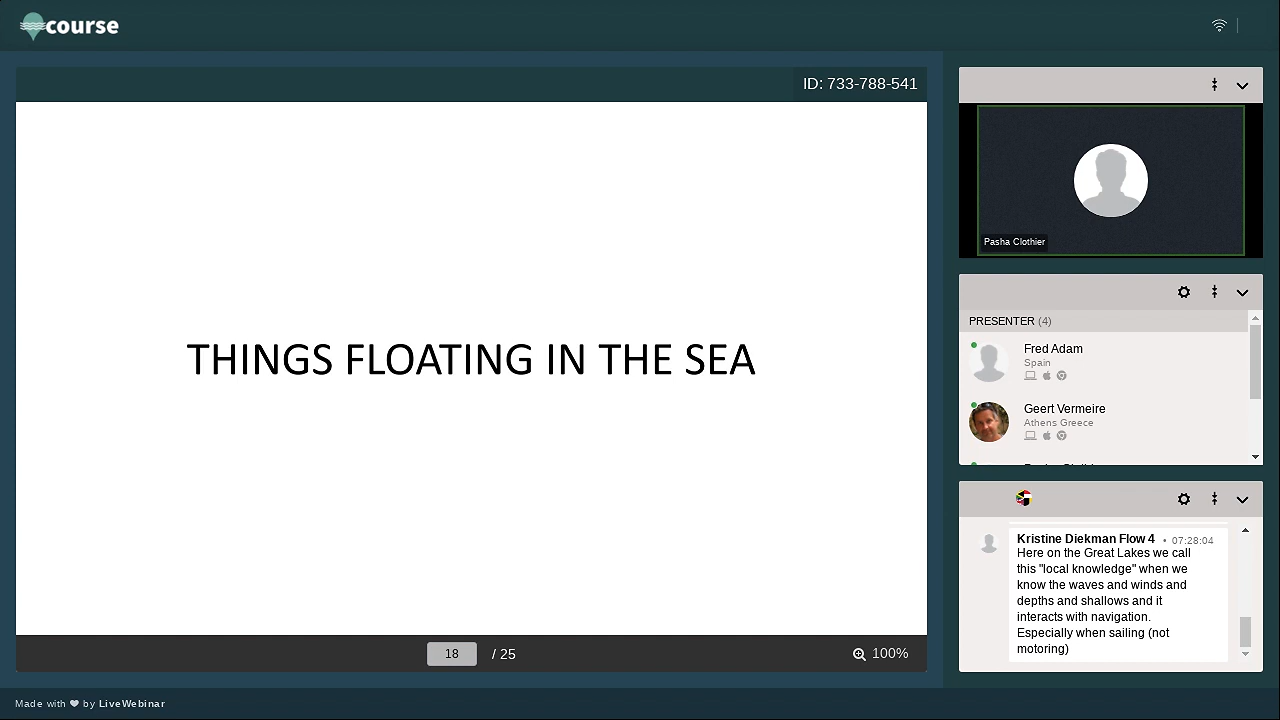 course
ID: 733-788-541
THINGS FLOATING IN THE SEA
18 / 25
100%
Pasha Clothier
PRESENTER (4)
Fred Adam
Spain
Geert Vermeire
Athens Greece
Kristine Diekman Flow 4 • 07:28:04
Here on the Great Lakes we call
this "local knowledge" when we
know the waves and winds and
depths and shallows and it
interacts with navigation.
Especially when sailing (not
motoring)
Made with ❤ by LiveWebinar